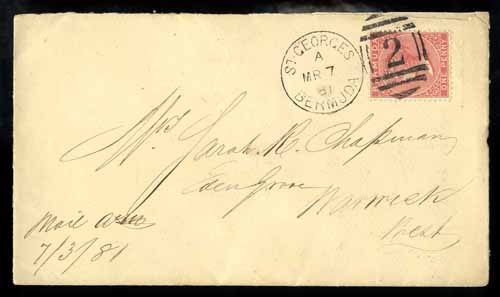 ST. GEORGES
A
MR 7
81
BERMUDA
2
BERMUDA
ONE PENNY
Mrs Sarah R. Chapman
Eden Grove
Warwick
West
Mail
7/3/81